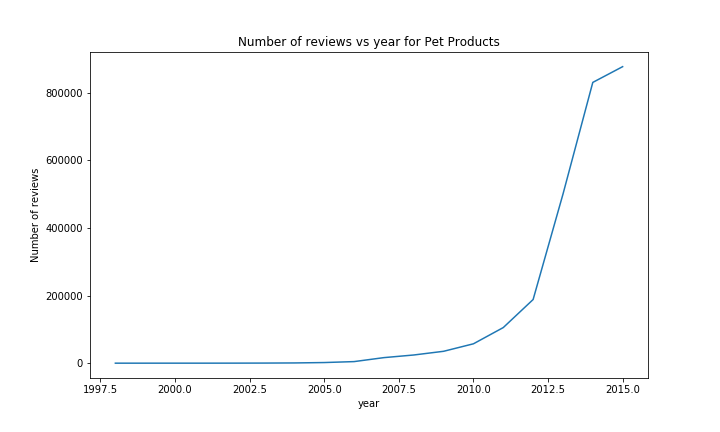 Number of reviews vs year for Pet Products
800000
600000
400000
200000
0
Number of reviews
1997.5 2000.0 2002.5 2005.0 2007.5 2010.0 2012.5 2015.0
year